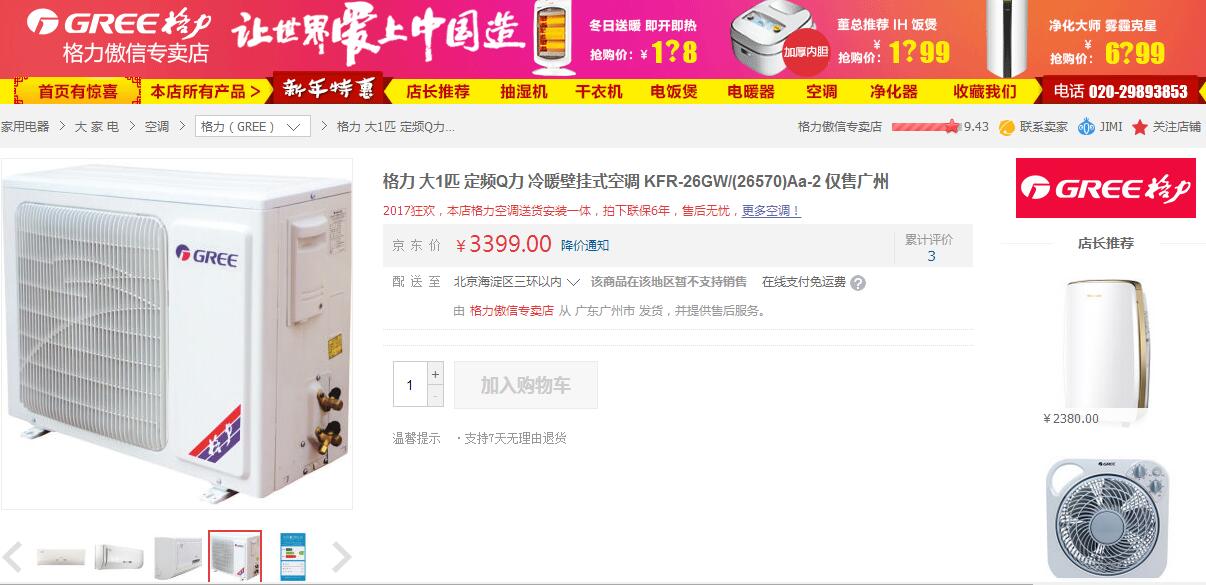 GREE 格力
格力傲信专卖店
让世界爱上中国造
冬日送暖 即开即热
抢购价：¥ 1?8
加厚内胆
董总推荐 IH 饭煲
抢购价：¥ 1?99
净化大师 雾霾克星
抢购价：¥ 6?99
首页有惊喜 本店所有产品 > 新年特惠 店长推荐 抽湿机 干衣机 电饭煲 电暖器 空调 净化器 收藏我们 电话 020-29893853
家用电器 > 大 家 电 > 空调 > 格力（GREE） > 格力 大1匹 定频Q力... 格力傲信专卖店 9.43 联系卖家 JIMI 关注店铺
格力 大1匹 定频Q力 冷暖壁挂式空调 KFR-26GW/(26570)Aa-2 仅售广州
2017狂欢，本店格力空调送货安装一体，拍下联保6年，售后无忧，更多空调！
京 东 价 ￥3399.00 降价通知
累计评价
3
配 送 至 北京海淀区三环以内 该商品在该地区暂不支持销售 在线支付免运费 ?
由 格力傲信专卖店 从 广东广州市 发货，并提供售后服务。
1 + -
加入购物车
温馨提示 ·支持7天无理由退货
GREE
格力
GREE 格力
店长推荐
￥2380.00
GREE